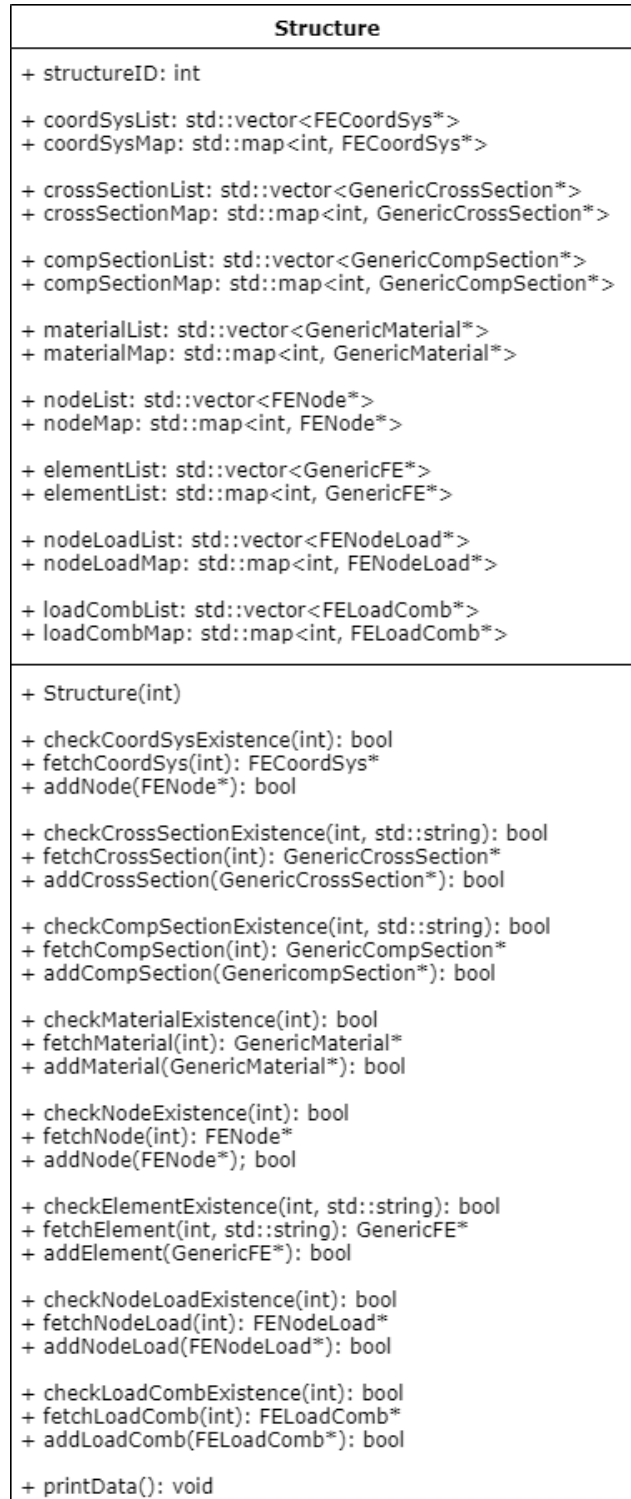 Structure
+ structureID: int
+ coordSysList: std::vector<FECoordSys*>
+ coordSysMap: std::map<int, FECoordSys*>
+ crossSectionList: std::vector<GenericCrossSection*>
+ crossSectionMap: std::map<int, GenericCrossSection*>
+ compSectionList: std::vector<GenericCompSection*>
+ compSectionMap: std::map<int, GenericCompSection*>
+ materialList: std::vector<GenericMaterial*>
+ materialMap: std::map<int, GenericMaterial*>
+ nodeList: std::vector<FENode*>
+ nodeMap: std::map<int, FENode*>
+ elementList: std::vector<GenericFE*>
+ elementList: std::map<int, GenericFE*>
+ nodeLoadList: std::vector<FENodeLoad*>
+ nodeLoadMap: std::map<int, FENodeLoad*>
+ loadCombList: std::vector<FELoadComb*>
+ loadCombMap: std::map<int, FELoadComb*>
+ Structure(int)
+ checkCoordSysExistence(int): bool
+ fetchCoordSys(int): FECoordSys*
+ addNode(FENode*): bool
+ checkCrossSectionExistence(int, std::string): bool
+ fetchCrossSection(int): GenericCrossSection*
+ addCrossSection(GenericCrossSection*): bool
+ checkCompSectionExistence(int, std::string): bool
+ fetchCompSection(int): GenericCompSection*
+ addCompSection(GenericompSection*): bool
+ checkMaterialExistence(int): bool
+ fetchMaterial(int): GenericMaterial*
+ addMaterial(GenericMaterial*): bool
+ checkNodeExistence(int): bool
+ fetchNode(int): FENode*
+ addNode(FENode*); bool
+ checkElementExistence(int, std::string): bool
+ fetchElement(int, std::string): GenericFE*
+ addElement(GenericFE*): bool
+ checkNodeLoadExistence(int): bool
+ fetchNodeLoad(int): FENodeLoad*
+ addNodeLoad(FENodeLoad*): bool
+ checkLoadCombExistence(int): bool
+ fetchLoadComb(int): FELoadComb*
+ addLoadComb(FELoadComb*): bool
+ printData(): void